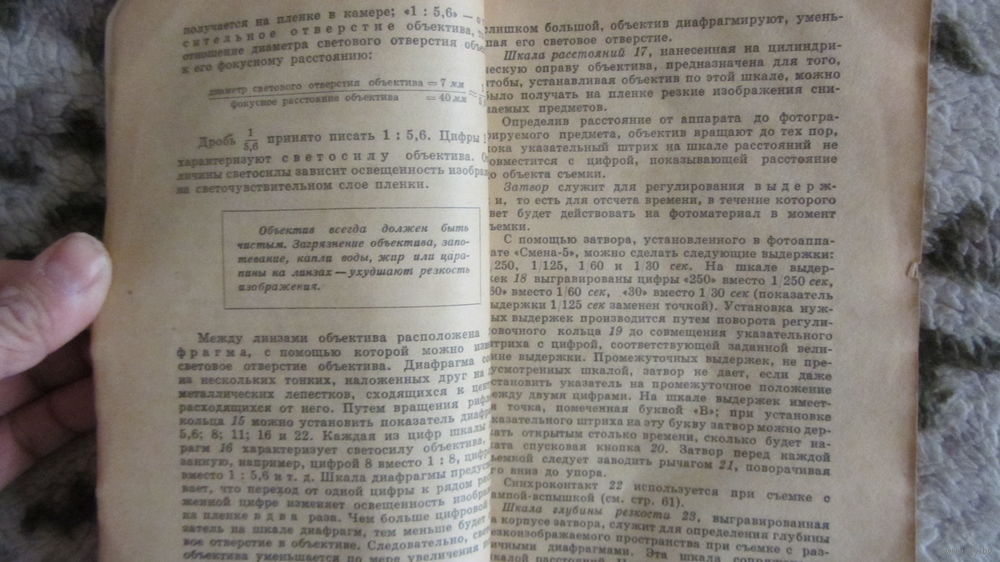 получается на пленке в камере; «1 : 5,6» — о
сительное отверстие объектива,
отношение диаметра светового отверстия объе
к его фокусному расстоянию:
диаметр светового отверстия объектива = 7 мм
фокусное расстояние объектива = 40 мм
Дробь 1/5,6 принято писать 1 : 5,6. Цифры
характеризуют светосилу объектива. О
личины светосилы зависит освещенность изображ
на светочувствительном слое пленки.
Объектив всегда должен быть
чистым. Загрязнение объектива, запо-
тевание, капли воды, жир или цара-
пины на линзах — ухудшают резкость
изображения.
Между линзами объектива расположена
фрагма, с помощью которой можно изме
световое отверстие объектива. Диафрагма со
из нескольких тонких, наложенных друг на
металлических лепестков, сходящихся к цент
расходящихся от него. Путем вращения рифл
кольца 15 можно установить показатель диафр
5,6; 8; 11; 16 и 22. Каждая из цифр шкалы
рагм 16 характеризует светосилу объектива,
занную, например, цифрой 8 вместо 1 : 8, цифро
вместо 1 : 5,6 и т. д. Шкала диафрагмы предус
вает, что переход от одной цифры к рядом рас
женной цифре изменяет освещенность изображ
на пленке в два раза. Чем больше цифровой
затель на шкале диафрагм, тем меньше будет
вое отверстие в объективе. Следовательно, све
объектива уменьшается по мере увеличения
слишком большой, объектив диафрагмируют, умень-
шая его световое отверстие.
Шкала расстояний 17, нанесенная на цилиндри-
ческую оправу объектива, предназначена для того,
чтобы, устанавливая объектив по этой шкале, можно
было получать на пленке резкие изображения сни-
маемых предметов.
Определив расстояние от аппарата до фотогра-
фируемого предмета, объектив вращают до тех пор,
пока указательный штрих на шкале расстояний не
совместится с цифрой, показывающей расстояние
до объекта съемки.
Затвор служит для регулирования выдерж-
и, то есть для отсчета времени, в течение которого
свет будет действовать на фотоматериал в момент
съемки.
С помощью затвора, установленного в фотоаппа-
рате «Смена-5», можно сделать следующие выдержки:
1/250, 1/125, 1/60 и 1/30 сек. На шкале выдер-
жек 18 выгравированы цифры «250» вместо 1/250 сек,
60» вместо 1/60 сек, «30» вместо 1/30 сек (показатель
выдержки 1/125 сек заменен точкой). Установка нуж-
ых выдержек производится путем поворота регули-
ровочного кольца 19 до совмещения указательного
штриха с цифрой, соответствующей заданной вели-
чине выдержки. Промежуточных выдержек, не пре-
дусмотренных шкалой, затвор не дает, если даже
установить указатель на промежуточное положение
между двумя цифрами. На шкале выдержек имеет-
я точка, помеченная буквой «В»; при установке
указательного штриха на эту букву затвор можно дер-
жать открытым столько времени, сколько будет на-
жата спусковая кнопка 20. Затвор перед каждой
съемкой следует заводить рычагом 21, поворачивая
го вниз до упора.
Синхроконтакт 22 используется при съемке с
лампой-вспышкой (см. стр. 61).
Шкала глубины резкости 23, выгравированная
а корпусе затвора, служит для определения глубины
резкоизображаемого пространства при съемке с раз-
личными диафрагмами. Эта шкала